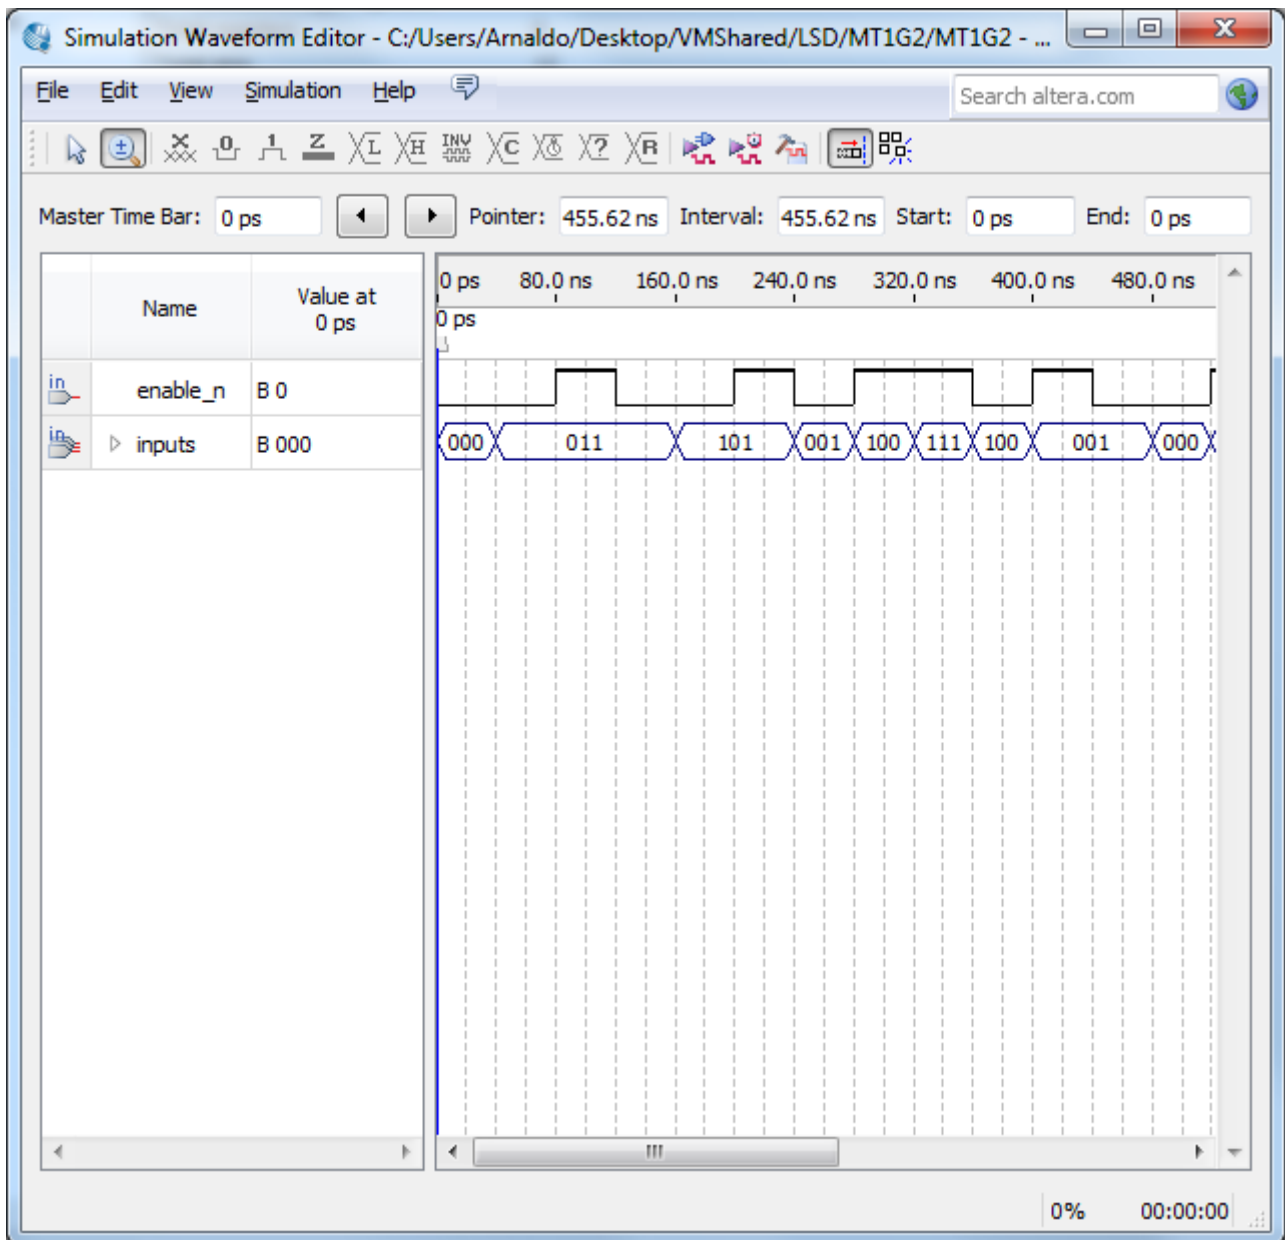 Simulation Waveform Editor - C:/Users/Arnaldo/Desktop/VMShared/LSD/MT1G2/MT1G2 - ...
File Edit View Simulation Help Search altera.com
Master Time Bar: 0 ps Pointer: 455.62 ns Interval: 455.62 ns Start: 0 ps End: 0 ps
Name Value at 0 ps
0 ps 80.0 ns 160.0 ns 240.0 ns 320.0 ns 400.0 ns 480.0 ns
0 ps
in enable_n B 0
in inputs B 000 000 011 101 001 100 111 100 001 000
0% 00:00:00